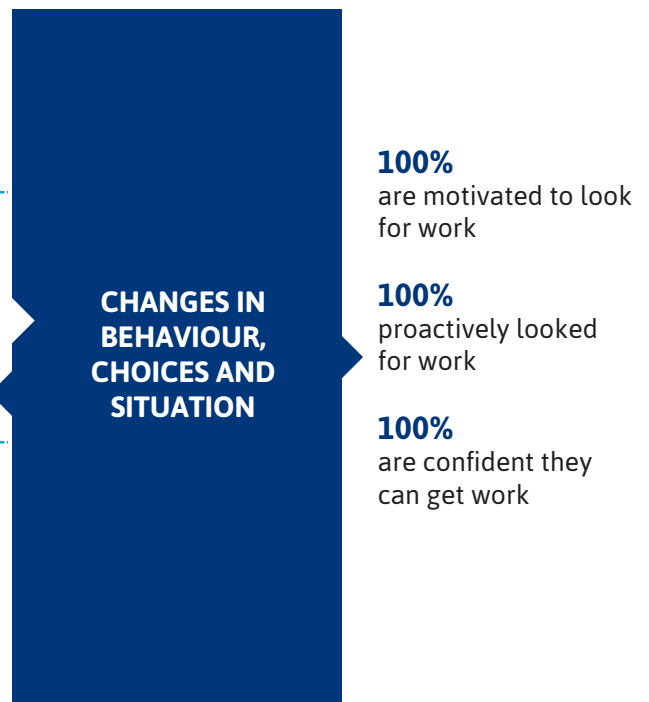 CHANGES IN
BEHAVIOUR,
CHOICES AND
SITUATION
100%
are motivated to look
for work
100%
proactively looked
for work
100%
are confident they
can get work